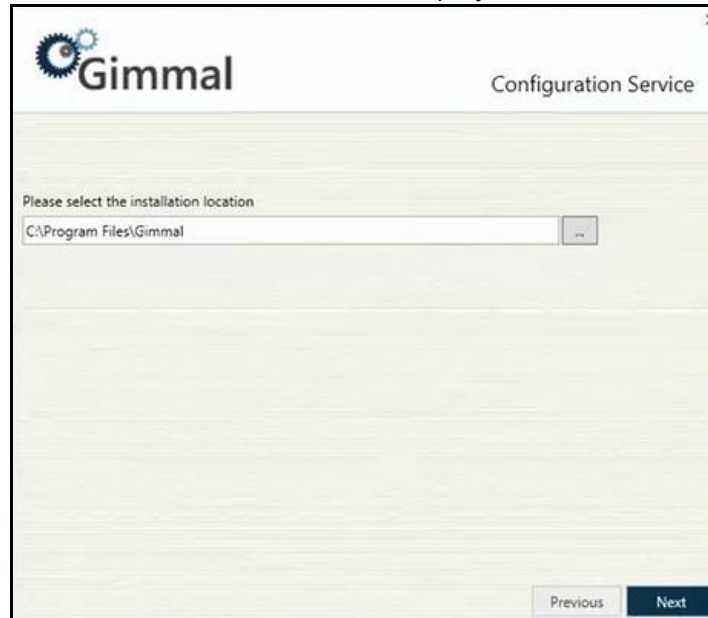 Gimmal
Configuration Service
Please select the installation location
C:\Program Files\Gimmal
...
Previous
Next